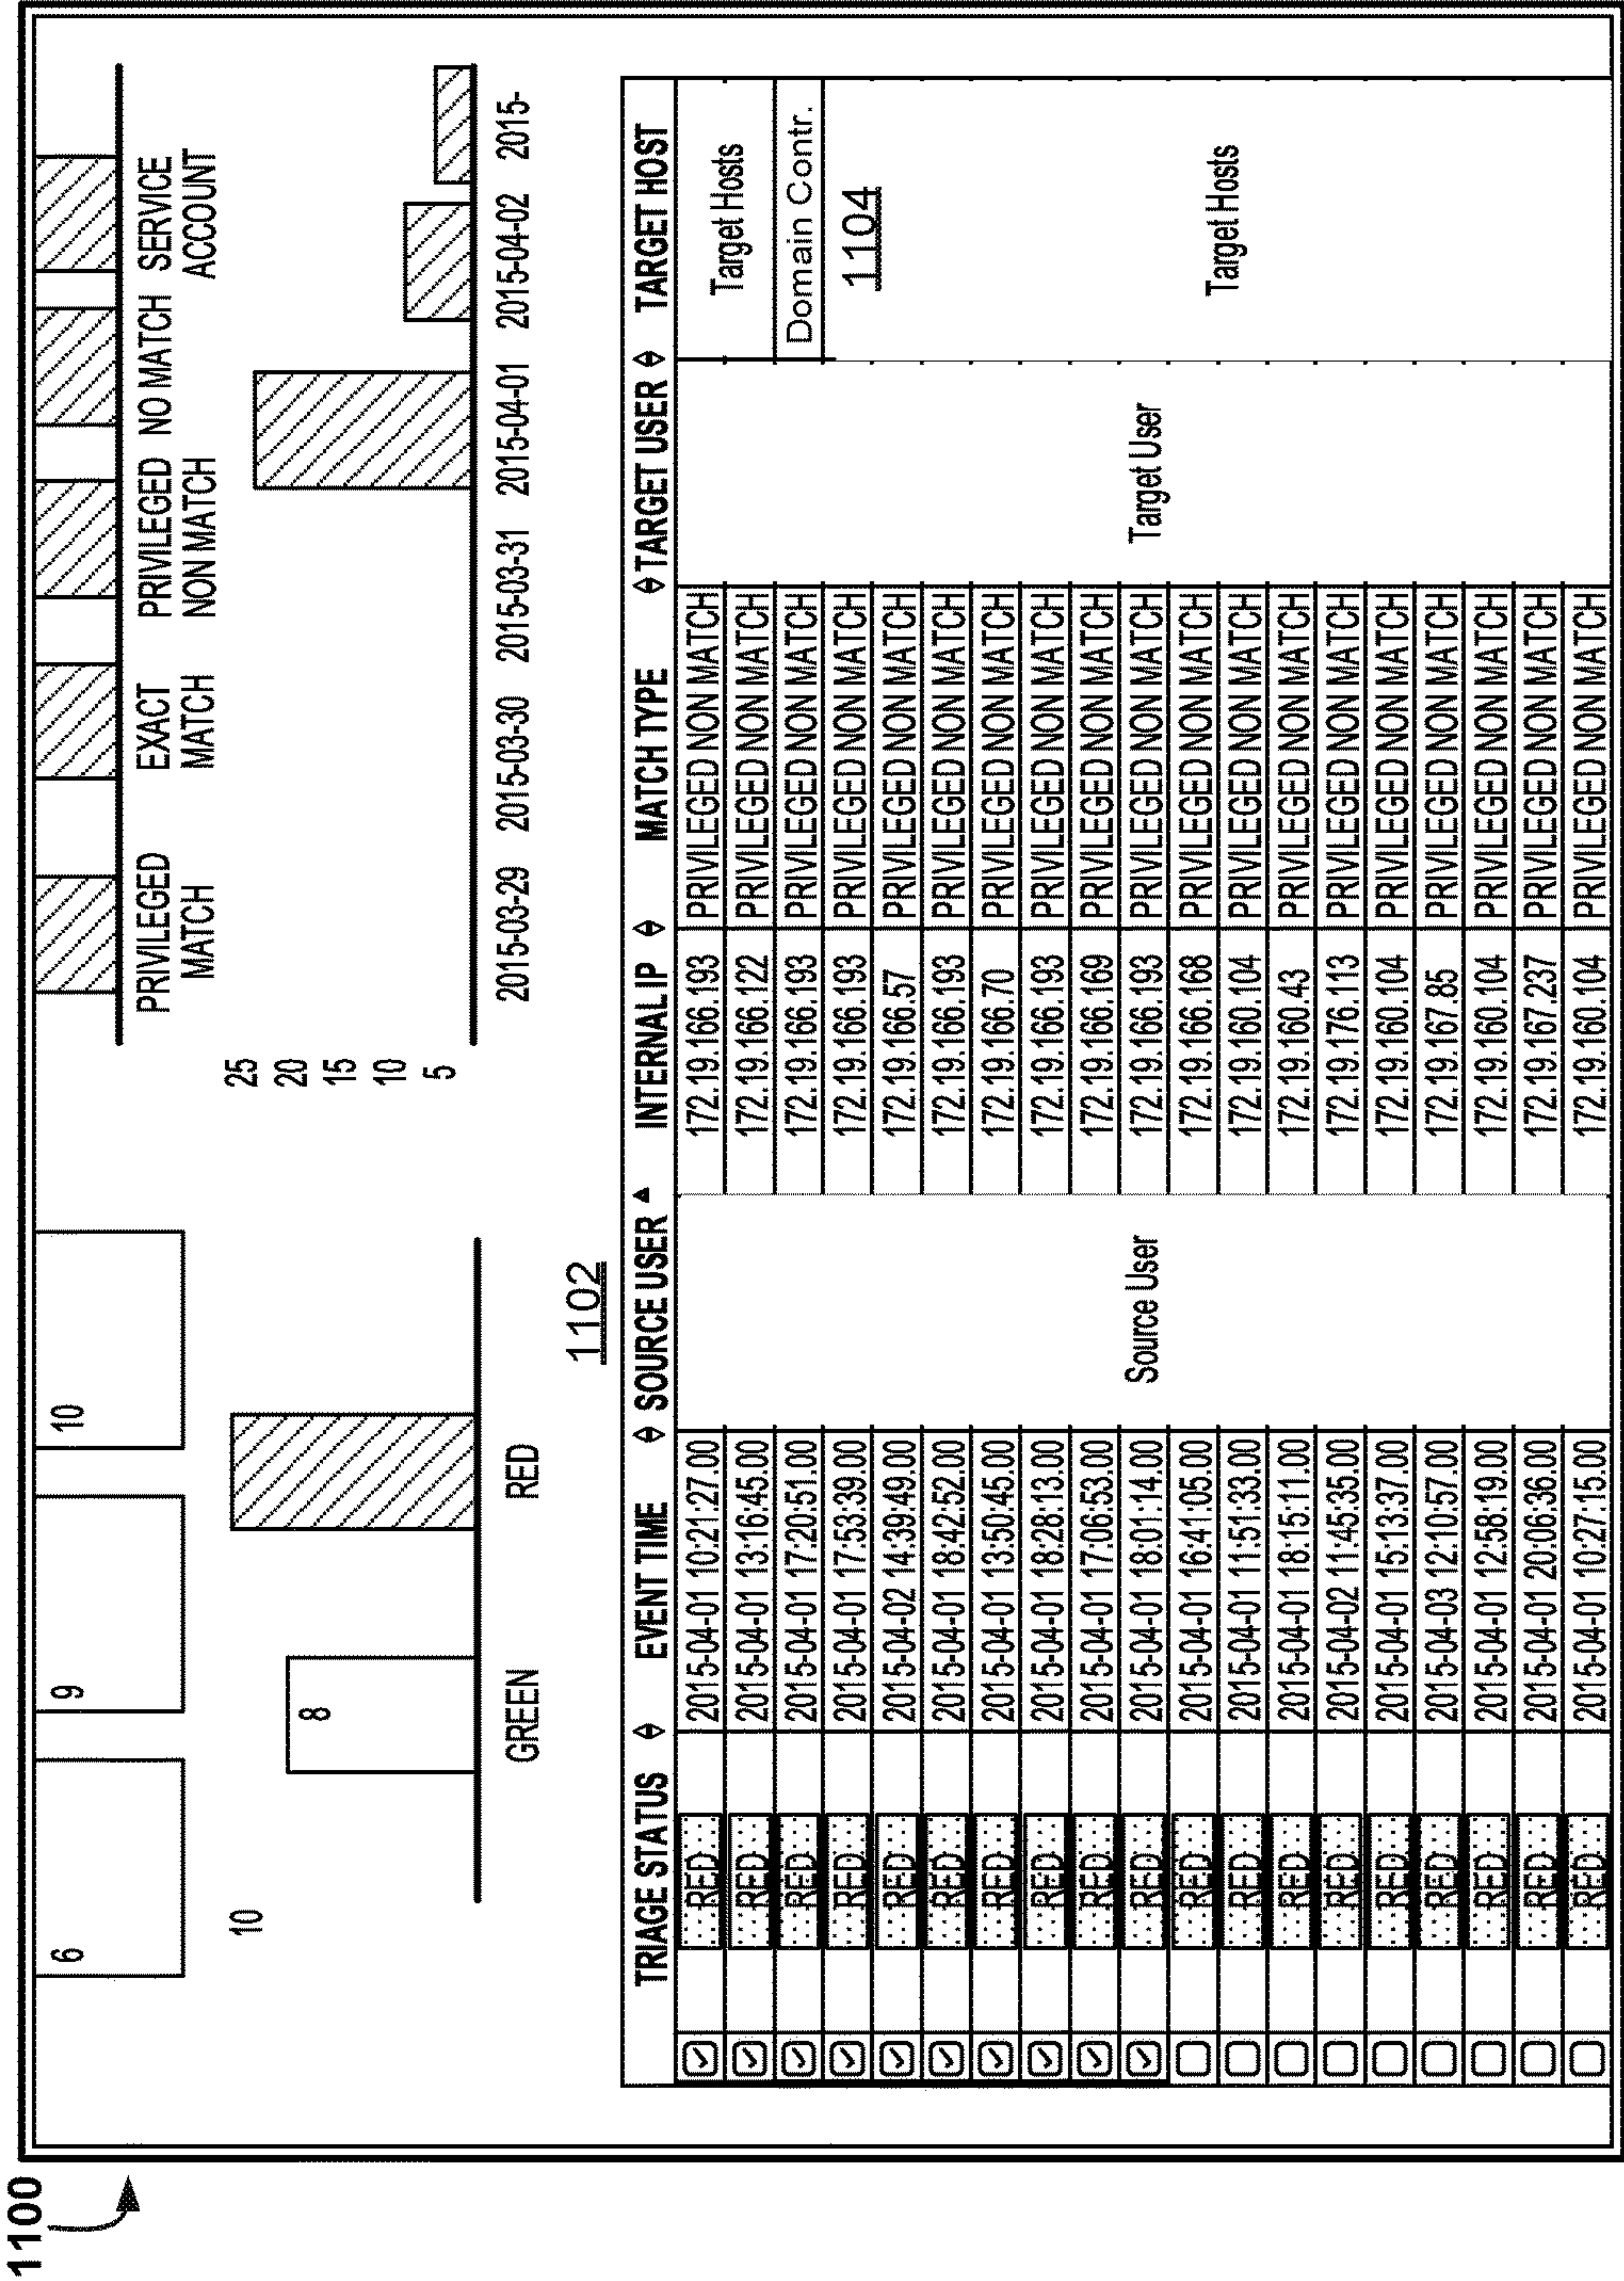 1100
6
9
10
PRIVILEGED MATCH
EXACT MATCH
PRIVILEGED NON MATCH
NO MATCH
SERVICE ACCOUNT
10
8
GREEN
RED
25
20
15
10
5
2015-03-29 2015-03-30 2015-03-31 2015-04-01 2015-04-02 2015-
1102
TRIAGE STATUS EVENT TIME SOURCE USER INTERNAL IP MATCH TYPE TARGET USER TARGET HOST
RED 2015-04-01 10:21:27.00 172.19.166.193 PRIVILEGED NON MATCH
Target Hosts
RED 2015-04-01 13:16:45.00 172.19.166.122 PRIVILEGED NON MATCH
RED 2015-04-01 17:20:51.00 172.19.166.193 PRIVILEGED NON MATCH Domain Contr.
RED 2015-04-01 17:53:39.00 172.19.166.193 PRIVILEGED NON MATCH 1104
RED 2015-04-02 14:39:49.00 172.19.166.57 PRIVILEGED NON MATCH
RED 2015-04-01 18:42:52.00 172.19.166.193 PRIVILEGED NON MATCH
RED 2015-04-01 13:50:45.00 172.19.166.70 PRIVILEGED NON MATCH
RED 2015-04-01 18:28:13.00 172.19.166.193 PRIVILEGED NON MATCH
RED 2015-04-01 17:06:53.00 172.19.166.169 PRIVILEGED NON MATCH
RED 2015-04-01 18:01:14.00 Source User 172.19.166.193 PRIVILEGED NON MATCH Target User
RED 2015-04-01 16:41:05.00 172.19.166.168 PRIVILEGED NON MATCH Target Hosts
RED 2015-04-01 11:51:33.00 172.19.160.104 PRIVILEGED NON MATCH
RED 2015-04-01 18:15:11.00 172.19.160.43 PRIVILEGED NON MATCH
RED 2015-04-02 11:45:35.00 172.19.176.113 PRIVILEGED NON MATCH
RED 2015-04-01 15:13:37.00 172.19.160.104 PRIVILEGED NON MATCH
RED 2015-04-03 12:10:57.00 172.19.167.85 PRIVILEGED NON MATCH
RED 2015-04-01 12:58:19.00 172.19.160.104 PRIVILEGED NON MATCH
RED 2015-04-01 20:06:36.00 172.19.167.237 PRIVILEGED NON MATCH
RED 2015-04-01 10:27:15.00 172.19.160.104 PRIVILEGED NON MATCH